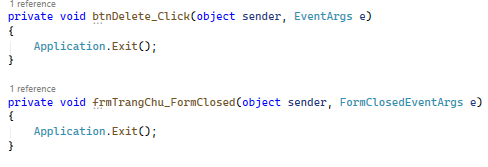 1 reference
private void btnDelete_Click(object sender, EventArgs e)
{
    Application.Exit();
}
1 reference
private void frmTrangChu_FormClosed(object sender, FormClosedEventArgs e)
{
    Application.Exit();
}